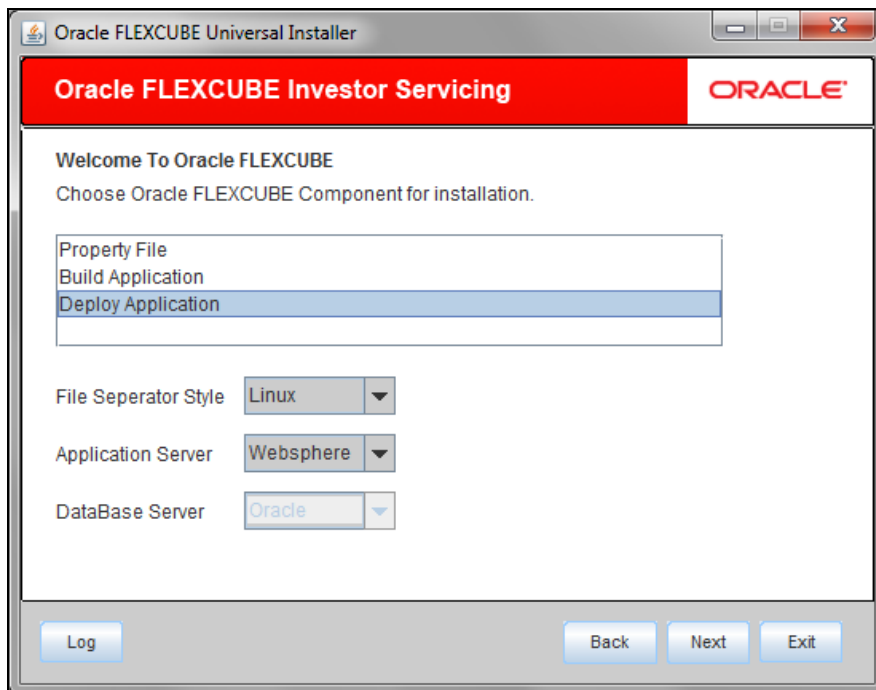 Oracle FLEXCUBE Universal Installer
Oracle FLEXCUBE Investor Servicing
ORACLE
Welcome To Oracle FLEXCUBE
Choose Oracle FLEXCUBE Component for installation.
Property File
Build Application
Deploy Application
File Seperator Style Linux
Application Server Websphere
DataBase Server Oracle
Log Back Next Exit